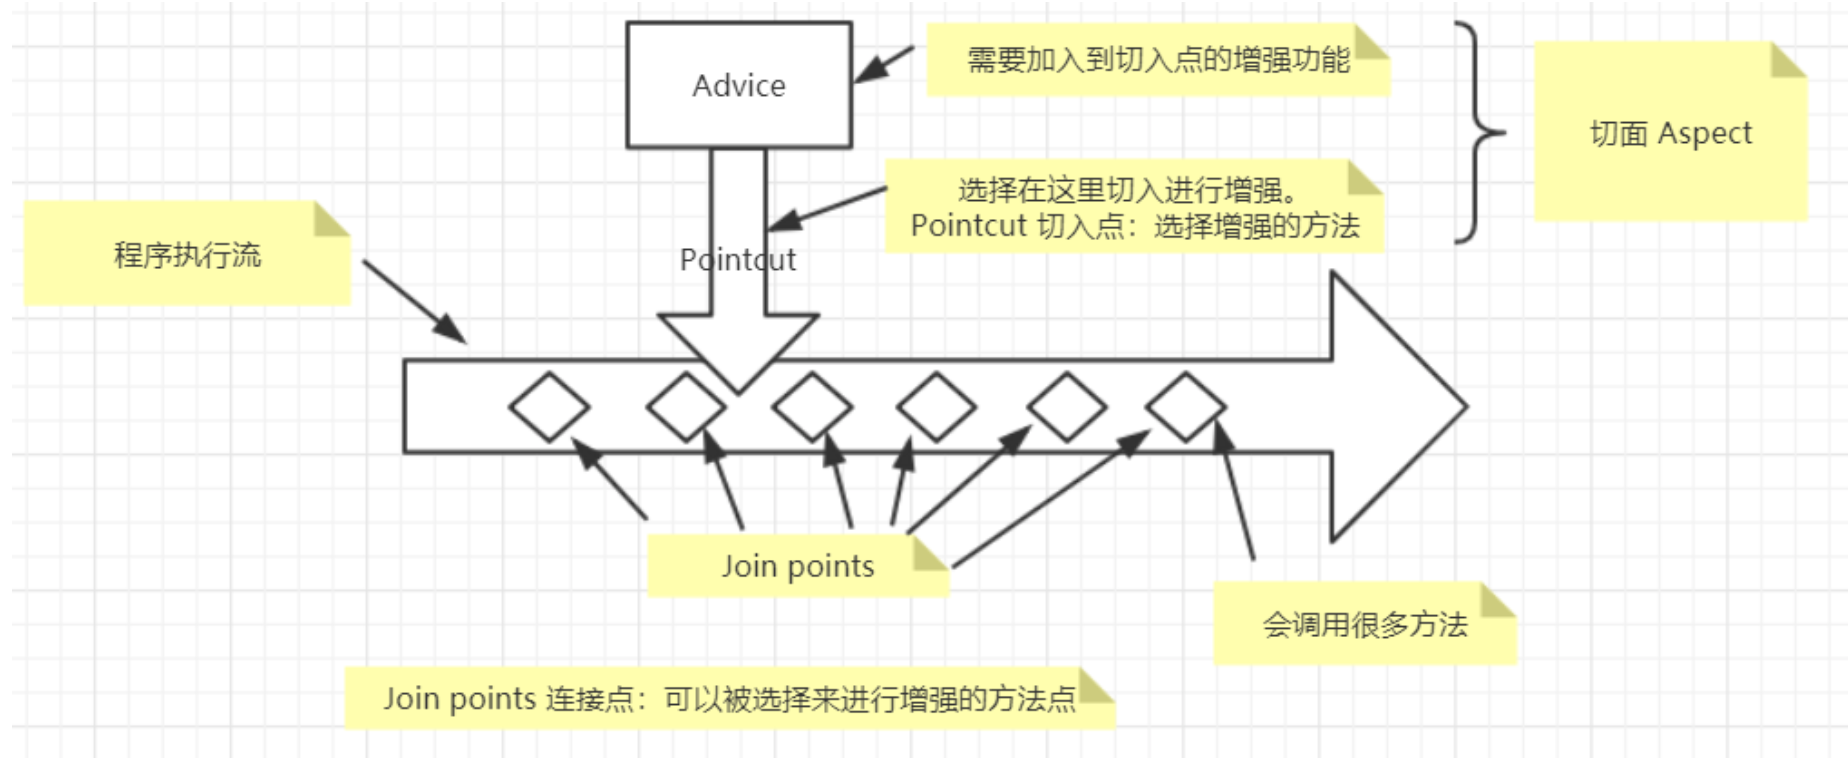 Advice
需要加入到切入点的增强功能
切面 Aspect
选择在这里切入进行增强。
Pointcut 切入点：选择增强的方法
程序执行流
Pointcut
Join points
会调用很多方法
Join points 连接点：可以被选择来进行增强的方法点